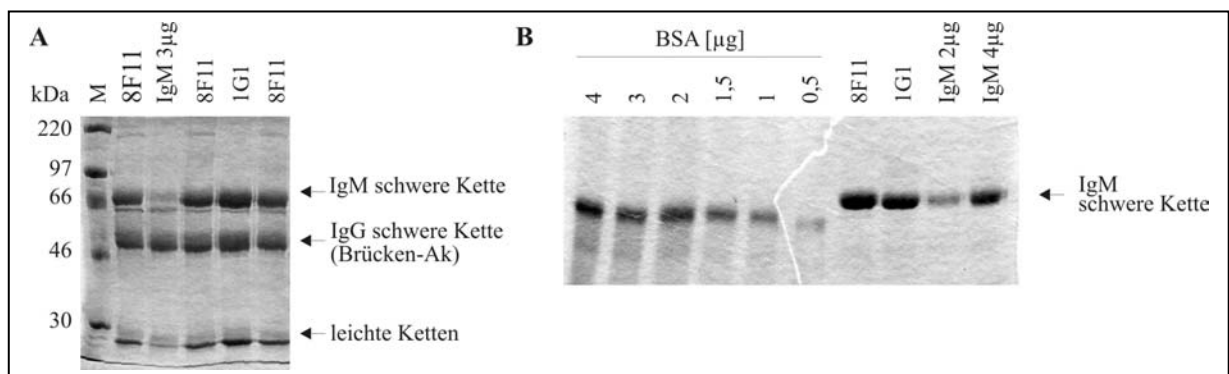 A
kDa
M
8F11
IgM 3µg
8F11
1G1
8F11
220
97
66
46
30
IgM schwere Kette
IgG schwere Kette
(Brücken-Ak)
leichte Ketten
B
BSA [µg]
4
3
2
1,5
1
0,5
8F11
1G1
IgM 2µg
IgM 4µg
IgM
schwere Kette